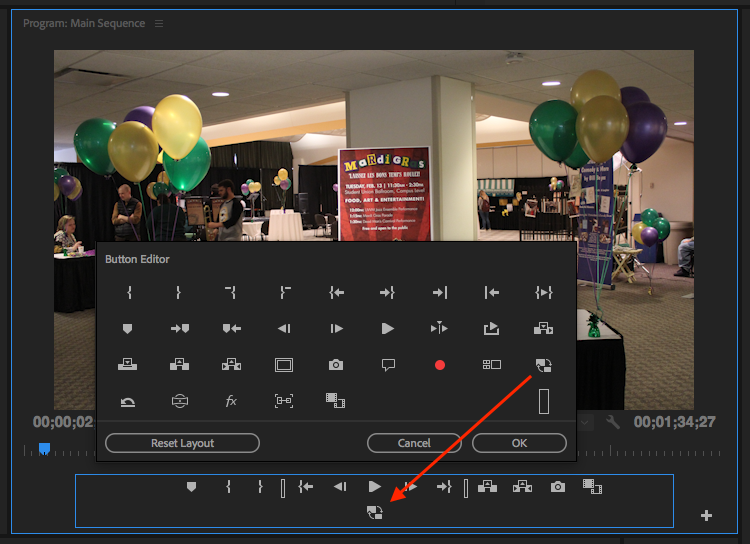 Program: Main Sequence
MaRdi GRas
"LAISSEZ LES BONS TEMPS ROULEZ!"
TUESDAY, FEB. 13 | 11:30AM - 2:30PM
Student Union Ballroom, Campus level
FOOD, ART & ENTERTAINMENT!
free and open to the public
Button Editor
fx
00;00;02
00;01;34;27
Reset Layout
Cancel
OK